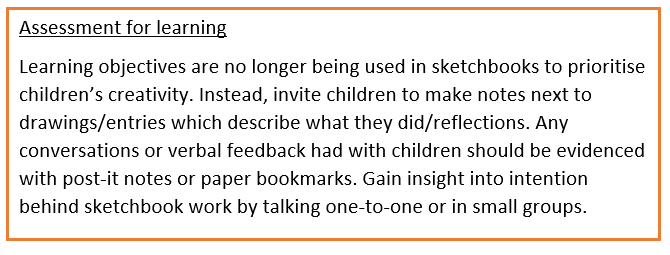 Assessment for learning
Learning objectives are no longer being used in sketchbooks to prioritise
children’s creativity. Instead, invite children to make notes next to
drawings/entries which describe what they did/reflections. Any
conversations or verbal feedback had with children should be evidenced
with post-it notes or paper bookmarks. Gain insight into intention
behind sketchbook work by talking one-to-one or in small groups.